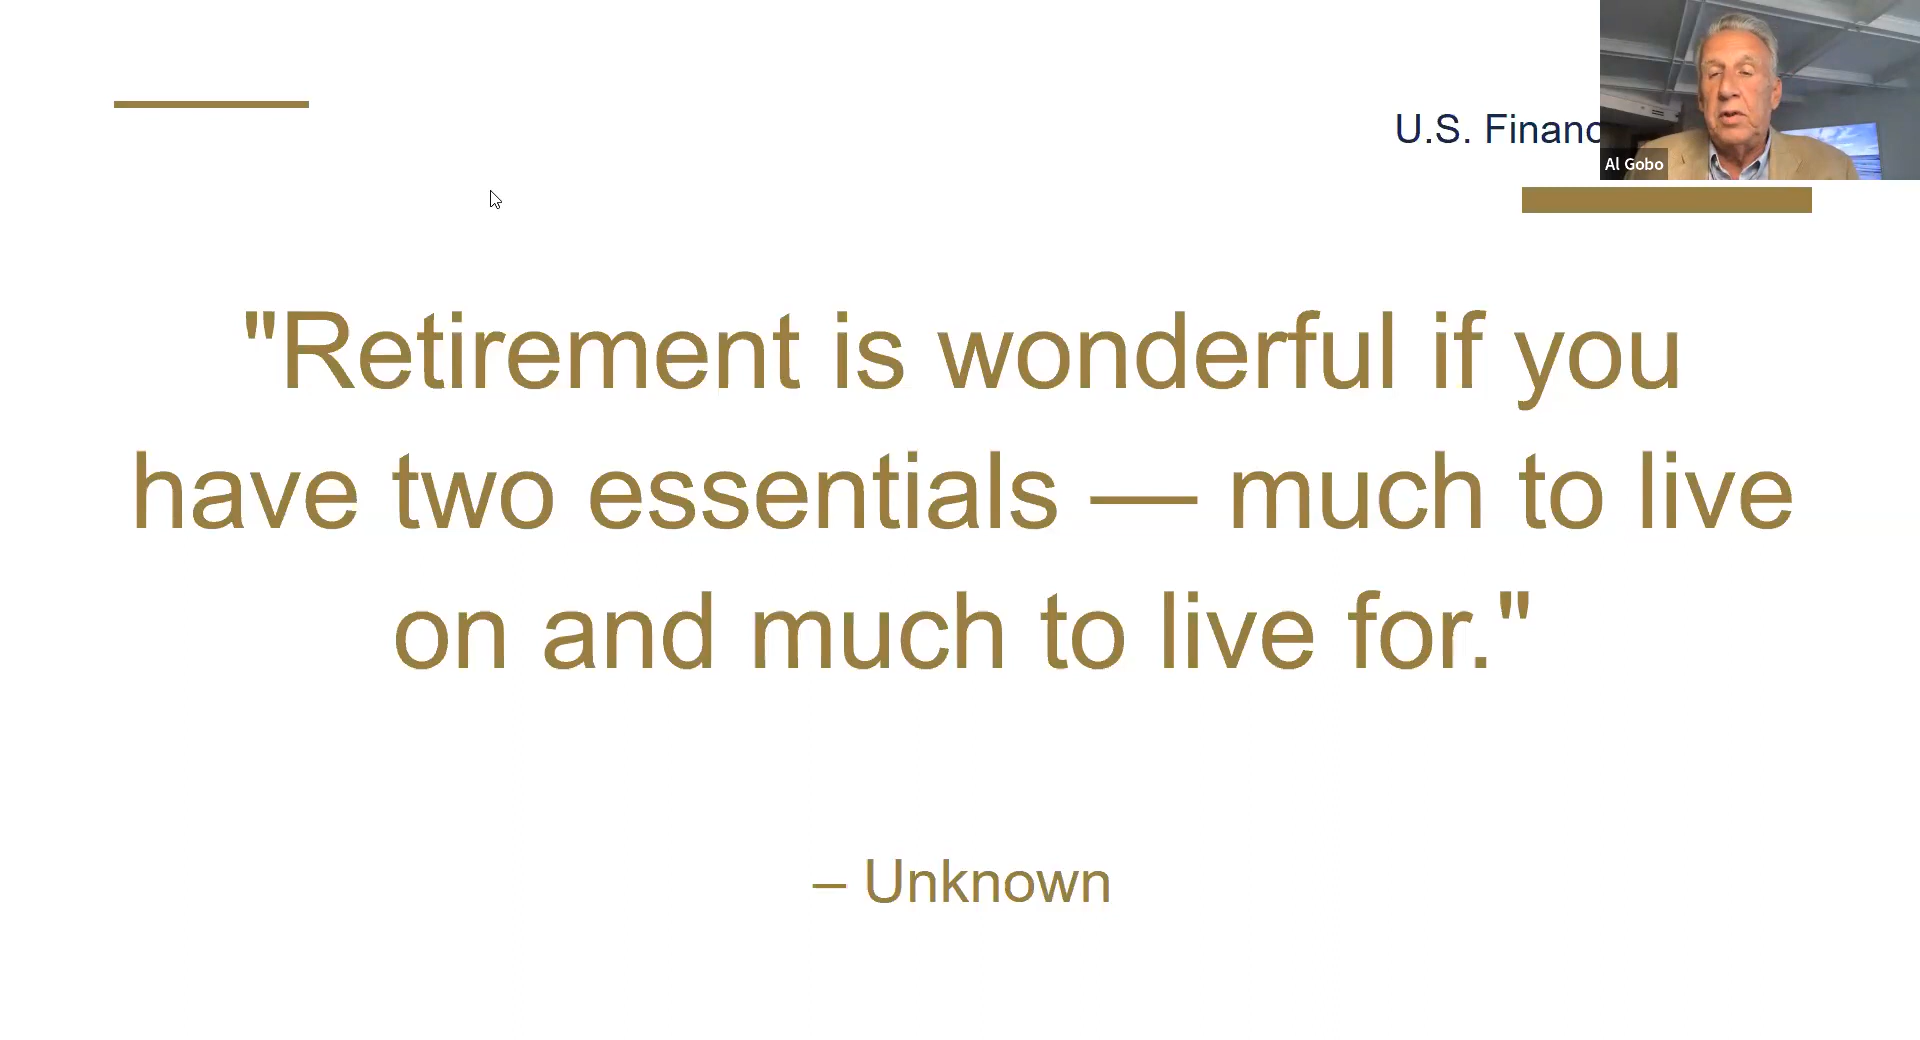 U.S. Financ
Al Gobo
"Retirement is wonderful if you
have two essentials — much to live
on and much to live for."
– Unknown